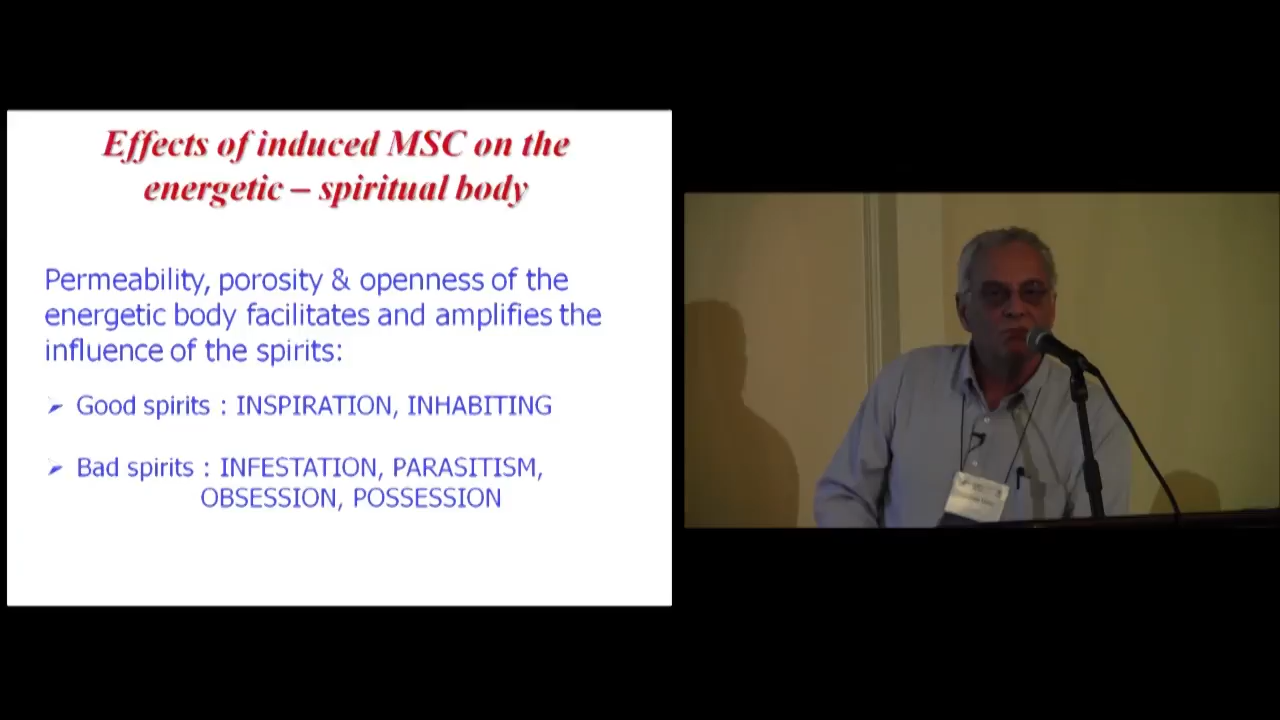 Effects of induced MSC on the
energetic – spiritual body
Permeability, porosity & openness of the
energetic body facilitates and amplifies the
influence of the spirits:
➢ Good spirits : INSPIRATION, INHABITING
➢ Bad spirits : INFESTATION, PARASITISM,
OBSESSION, POSSESSION